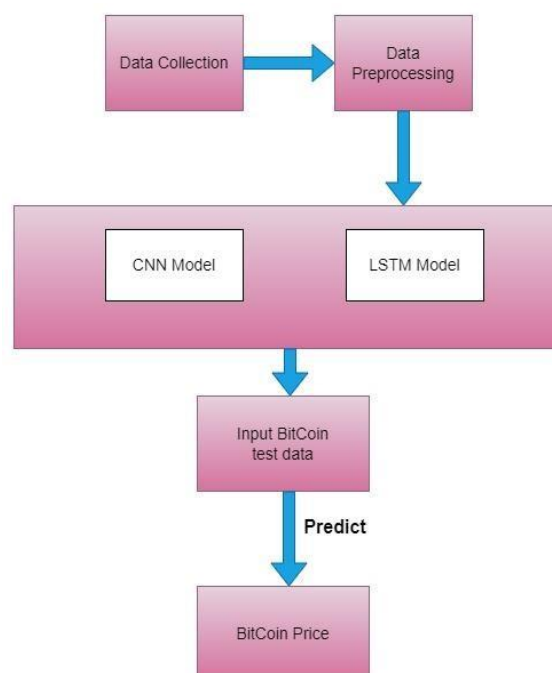 Data Collection
Data
Preprocessing
CNN Model
LSTM Model
Input BitCoin
test data
Predict
BitCoin Price